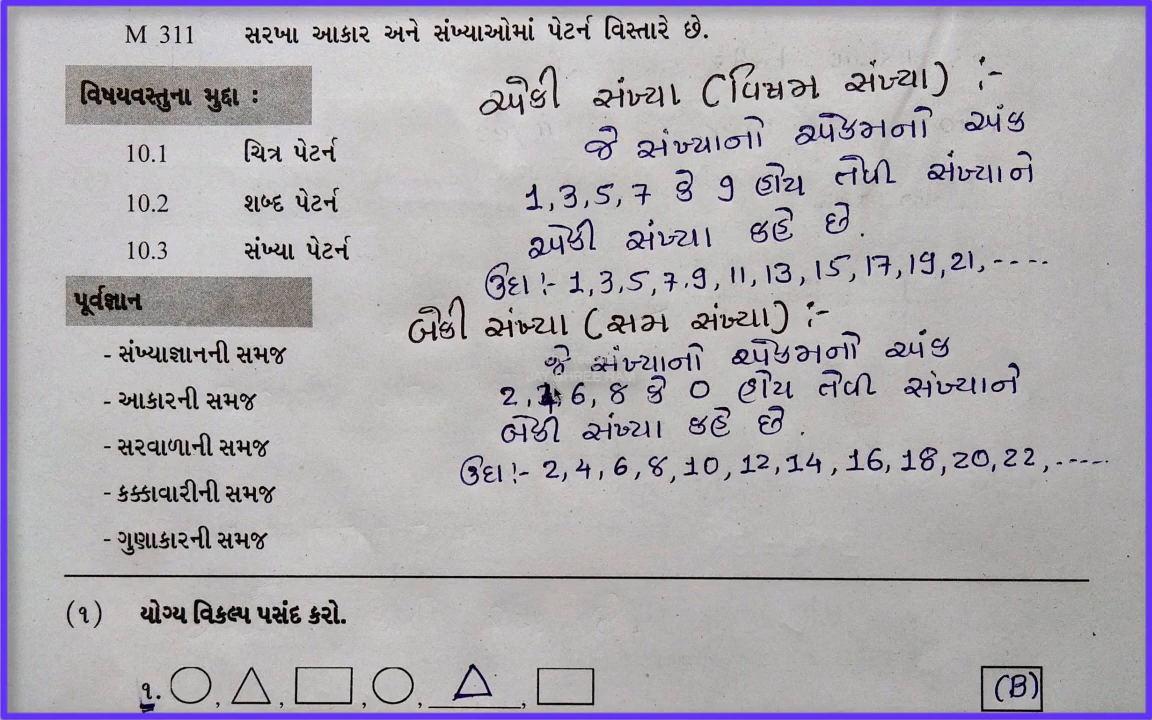 M 311 સરખા આકાર અને સંખ્યાઓમાં પેટર્ન વિસ્તારે છે.
વિષયવસ્તુના મુદ્દા :
10.1 ચિત્ર પેટર્ન
10.2 શબ્દ પેટર્ન
10.3 સંખ્યા પેટર્ન
પૂર્વજ્ઞાન
- સંખ્યાજ્ઞાનની સમજ
- આકારની સમજ
- સરવાળાની સમજ
- કક્કાવારીની સમજ
- ગુણાકારની સમજ
એકી સંખ્યા (વિષમ સંખ્યા) :-
જે સંખ્યાનો એકમનો અંક
1, 3, 5, 7 કે 9 હોય તેવી સંખ્યાને
એકી સંખ્યા કહે છે.
ઉદા :- 1, 3, 5, 7, 9, 11, 13, 15, 17, 19, 21, ----
બેકી સંખ્યા (સમ સંખ્યા) :-
જે સંખ્યાનો એકમનો અંક
2, 4, 6, 8 કે 0 હોય તેવી સંખ્યાને
બેકી સંખ્યા કહે છે.
ઉદા :- 2, 4, 6, 8, 10, 12, 14, 16, 18, 20, 22, -----
(૧) યોગ્ય વિકલ્પ પસંદ કરો.
૧. (B)